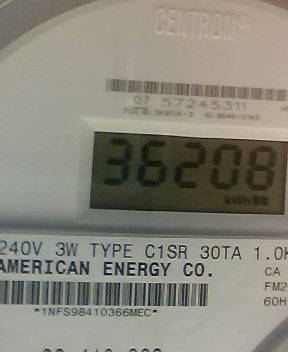 CENTRON®
07 57245311
36208
kWh
240V 3W TYPE C1SR 30TA 1.0K
AMERICAN ENERGY CO.
CA
FM2
60H
*1NFS98410366MEC*